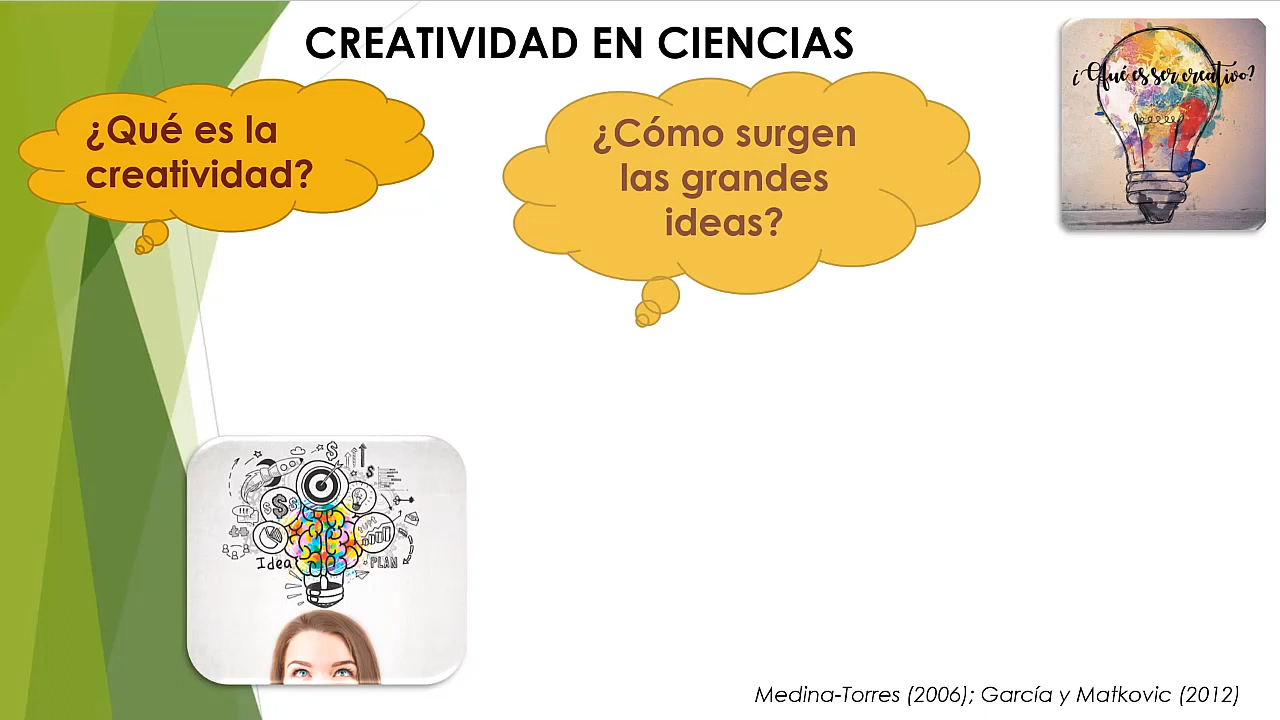 CREATIVIDAD EN CIENCIAS
¿Qué es la
creatividad?
¿Cómo surgen
las grandes
ideas?
¿Qué es ser creativo?
Idea
PLAN
Medina-Torres (2006); García y Matkovic (2012)